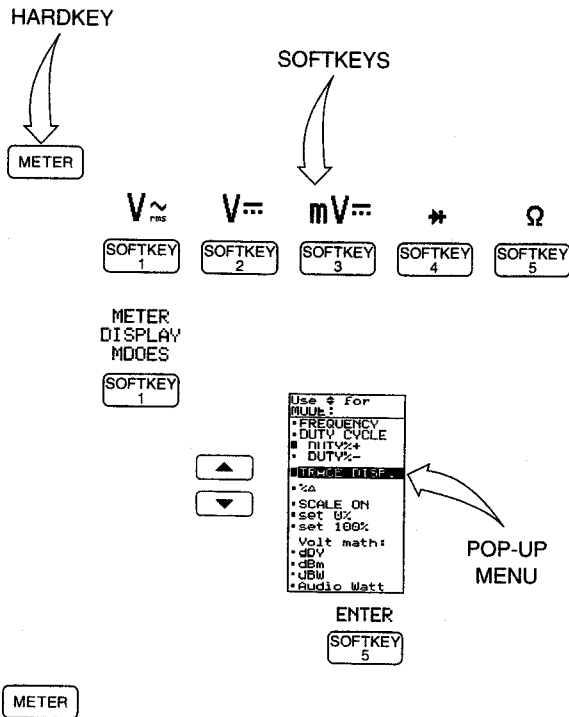 HARDKEY
SOFTKEYS
METER
V~ rms
V
mV
Ω
SOFTKEY 1
SOFTKEY 2
SOFTKEY 3
SOFTKEY 4
SOFTKEY 5
METER
DISPLAY
MDOES
SOFTKEY 1
Use ♦ for
MODE:
▪FREQUENCY
▪DUTY CYCLE
■ DUTY%+
▪ DUTY%-
■TRACE DISP.
▪%Δ
▪SCALE ON
▪set 0%
▪set 100%
Volt math:
▪dBV
▪dBm
▪dBW
▪Audio Watt
POP-UP
MENU
ENTER
SOFTKEY 5
METER